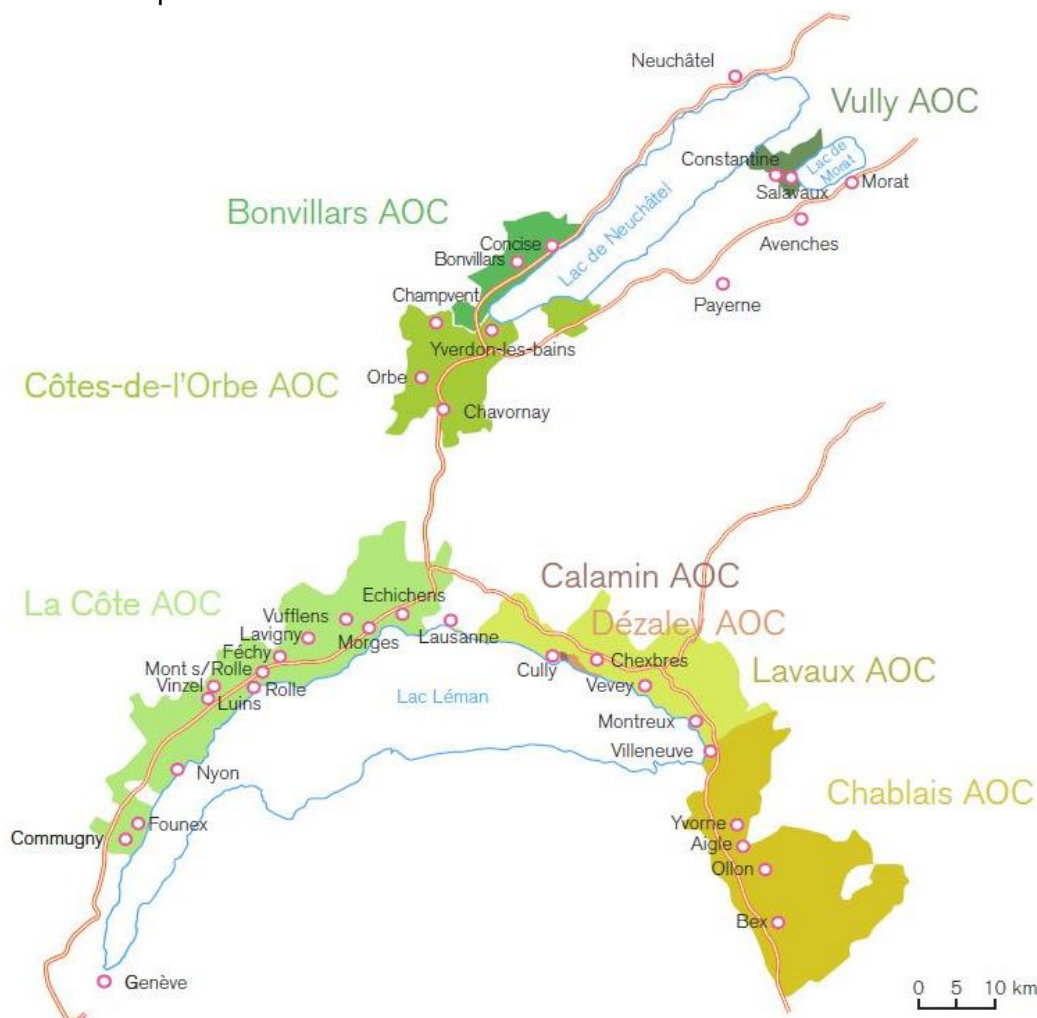 Neuchâtel
Vully AOC
Constantine
Lac de
Morat
Salavaux
Morat
Bonvillars AOC
Avenches
Concise
Lac de Neuchâtel
Bonvillars
Payerne
Champvent
Yverdon-les-bains
Côtes-de-l'Orbe AOC
Orbe
Chavornay
Calamin AOC
La Côte AOC
Echichens
Vufflens
Lausanne
Dézaley AOC
Lavigny
Morges
Féchy
Cully
Chexbres
Lavaux AOC
Mont s/Rolle
Vinzel
Rolle
Vevey
Luins
Lac Léman
Montreux
Villeneuve
Nyon
Chablais AOC
Founex
Yvorne
Commugny
Aigle
Ollon
Bex
Genève
0 5 10 km